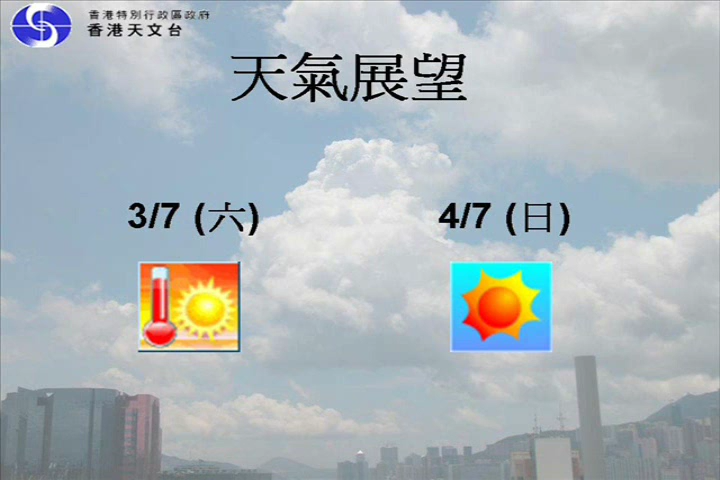 香港特別行政區政府
香港天文台
天氣展望
3/7 (六)
4/7 (日)